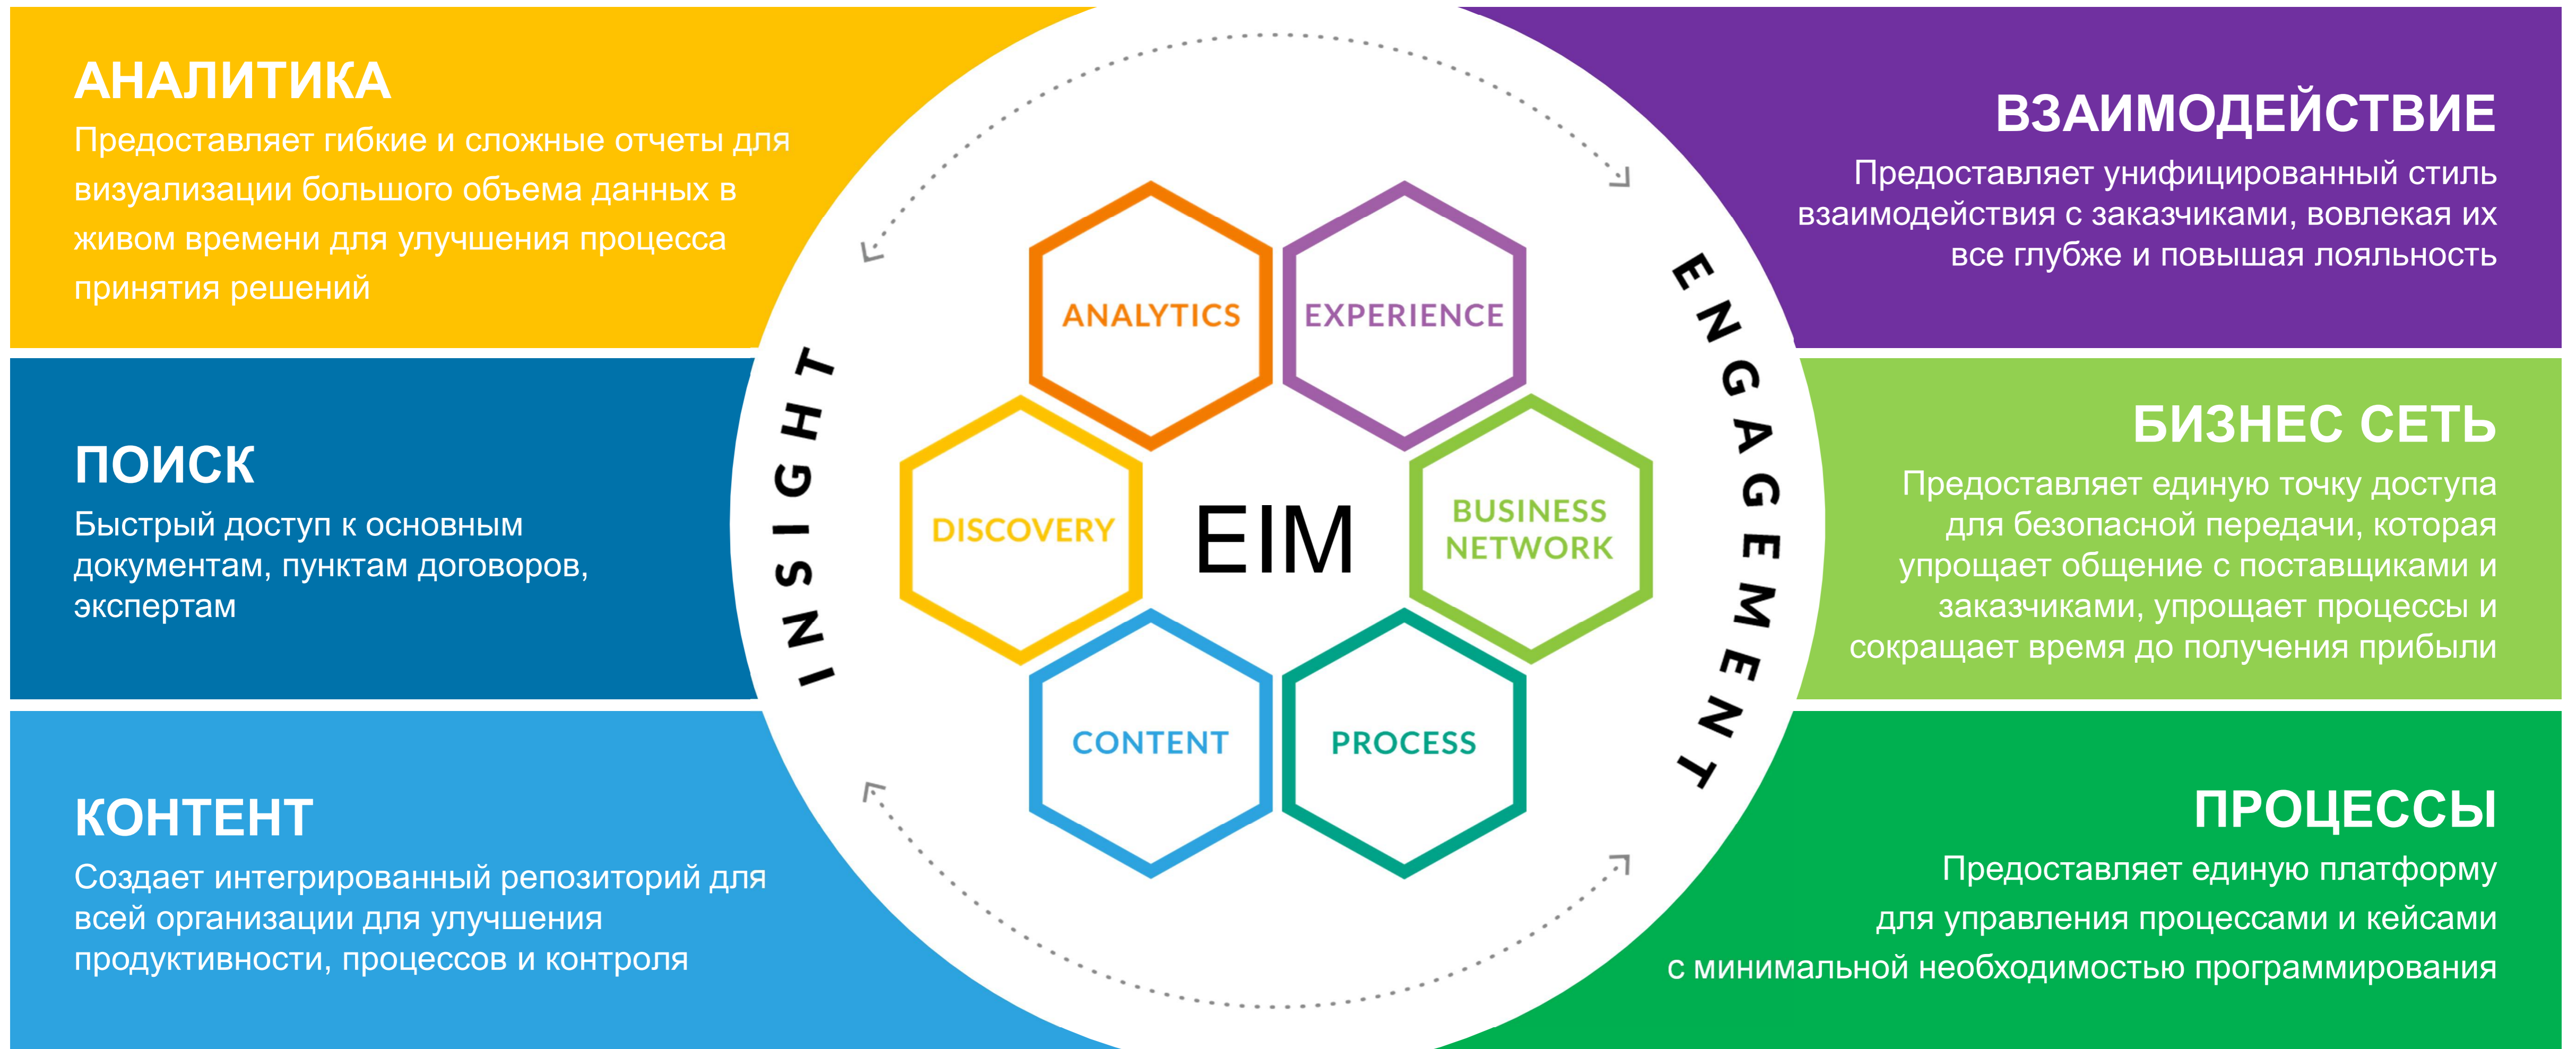 АНАЛИТИКА
Предоставляет гибкие и сложные отчеты для
визуализации большого объема данных в
живом времени для улучшения процесса
принятия решений
ПОИСК
Быстрый доступ к основным
документам, пунктам договоров,
экспертам
КОНТЕНТ
Создает интегрированный репозиторий для
всей организации для улучшения
продуктивности, процессов и контроля
INSIGHT
ANALYTICS
EXPERIENCE
DISCOVERY
EIM
BUSINESS
NETWORK
CONTENT
PROCESS
ENGAGEMENT
ВЗАИМОДЕЙСТВИЕ
Предоставляет унифицированный стиль
взаимодействия с заказчиками, вовлекая их
все глубже и повышая лояльность
БИЗНЕС СЕТЬ
Предоставляет единую точку доступа
для безопасной передачи, которая
упрощает общение с поставщиками и
заказчиками, упрощает процессы и
сокращает время до получения прибыли
ПРОЦЕССЫ
Предоставляет единую платформу
для управления процессами и кейсами
с минимальной необходимостью программирования